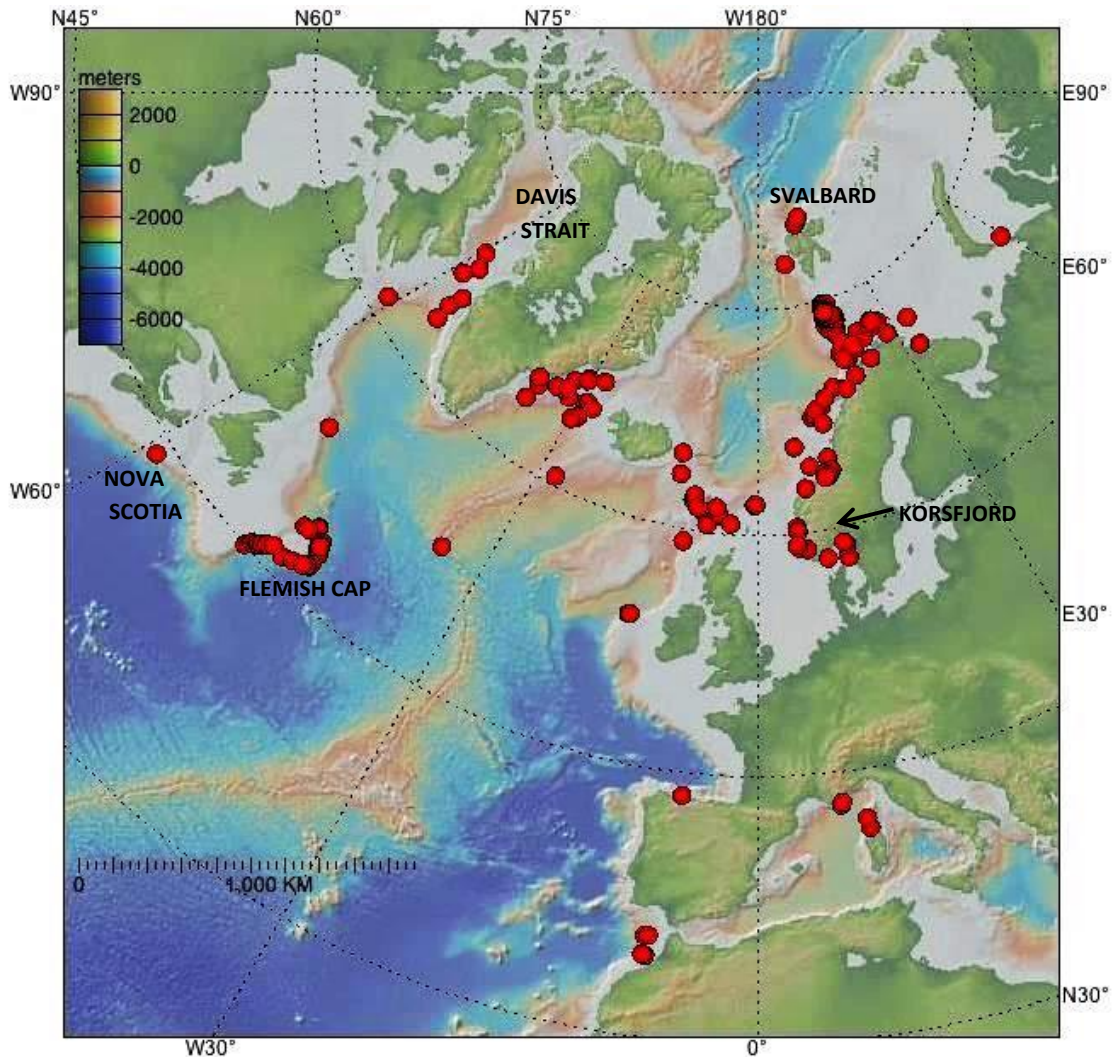 N45° N60° N75° W180°
meters
W90° E90°
2000
0
-2000
-4000
-6000
DAVIS
STRAIT
SVALBARD
E60°
NOVA
SCOTIA
W60°
KORSFJORD
FLEMISH CAP
E30°
0 1,000 KM
N30°
W30° 0°